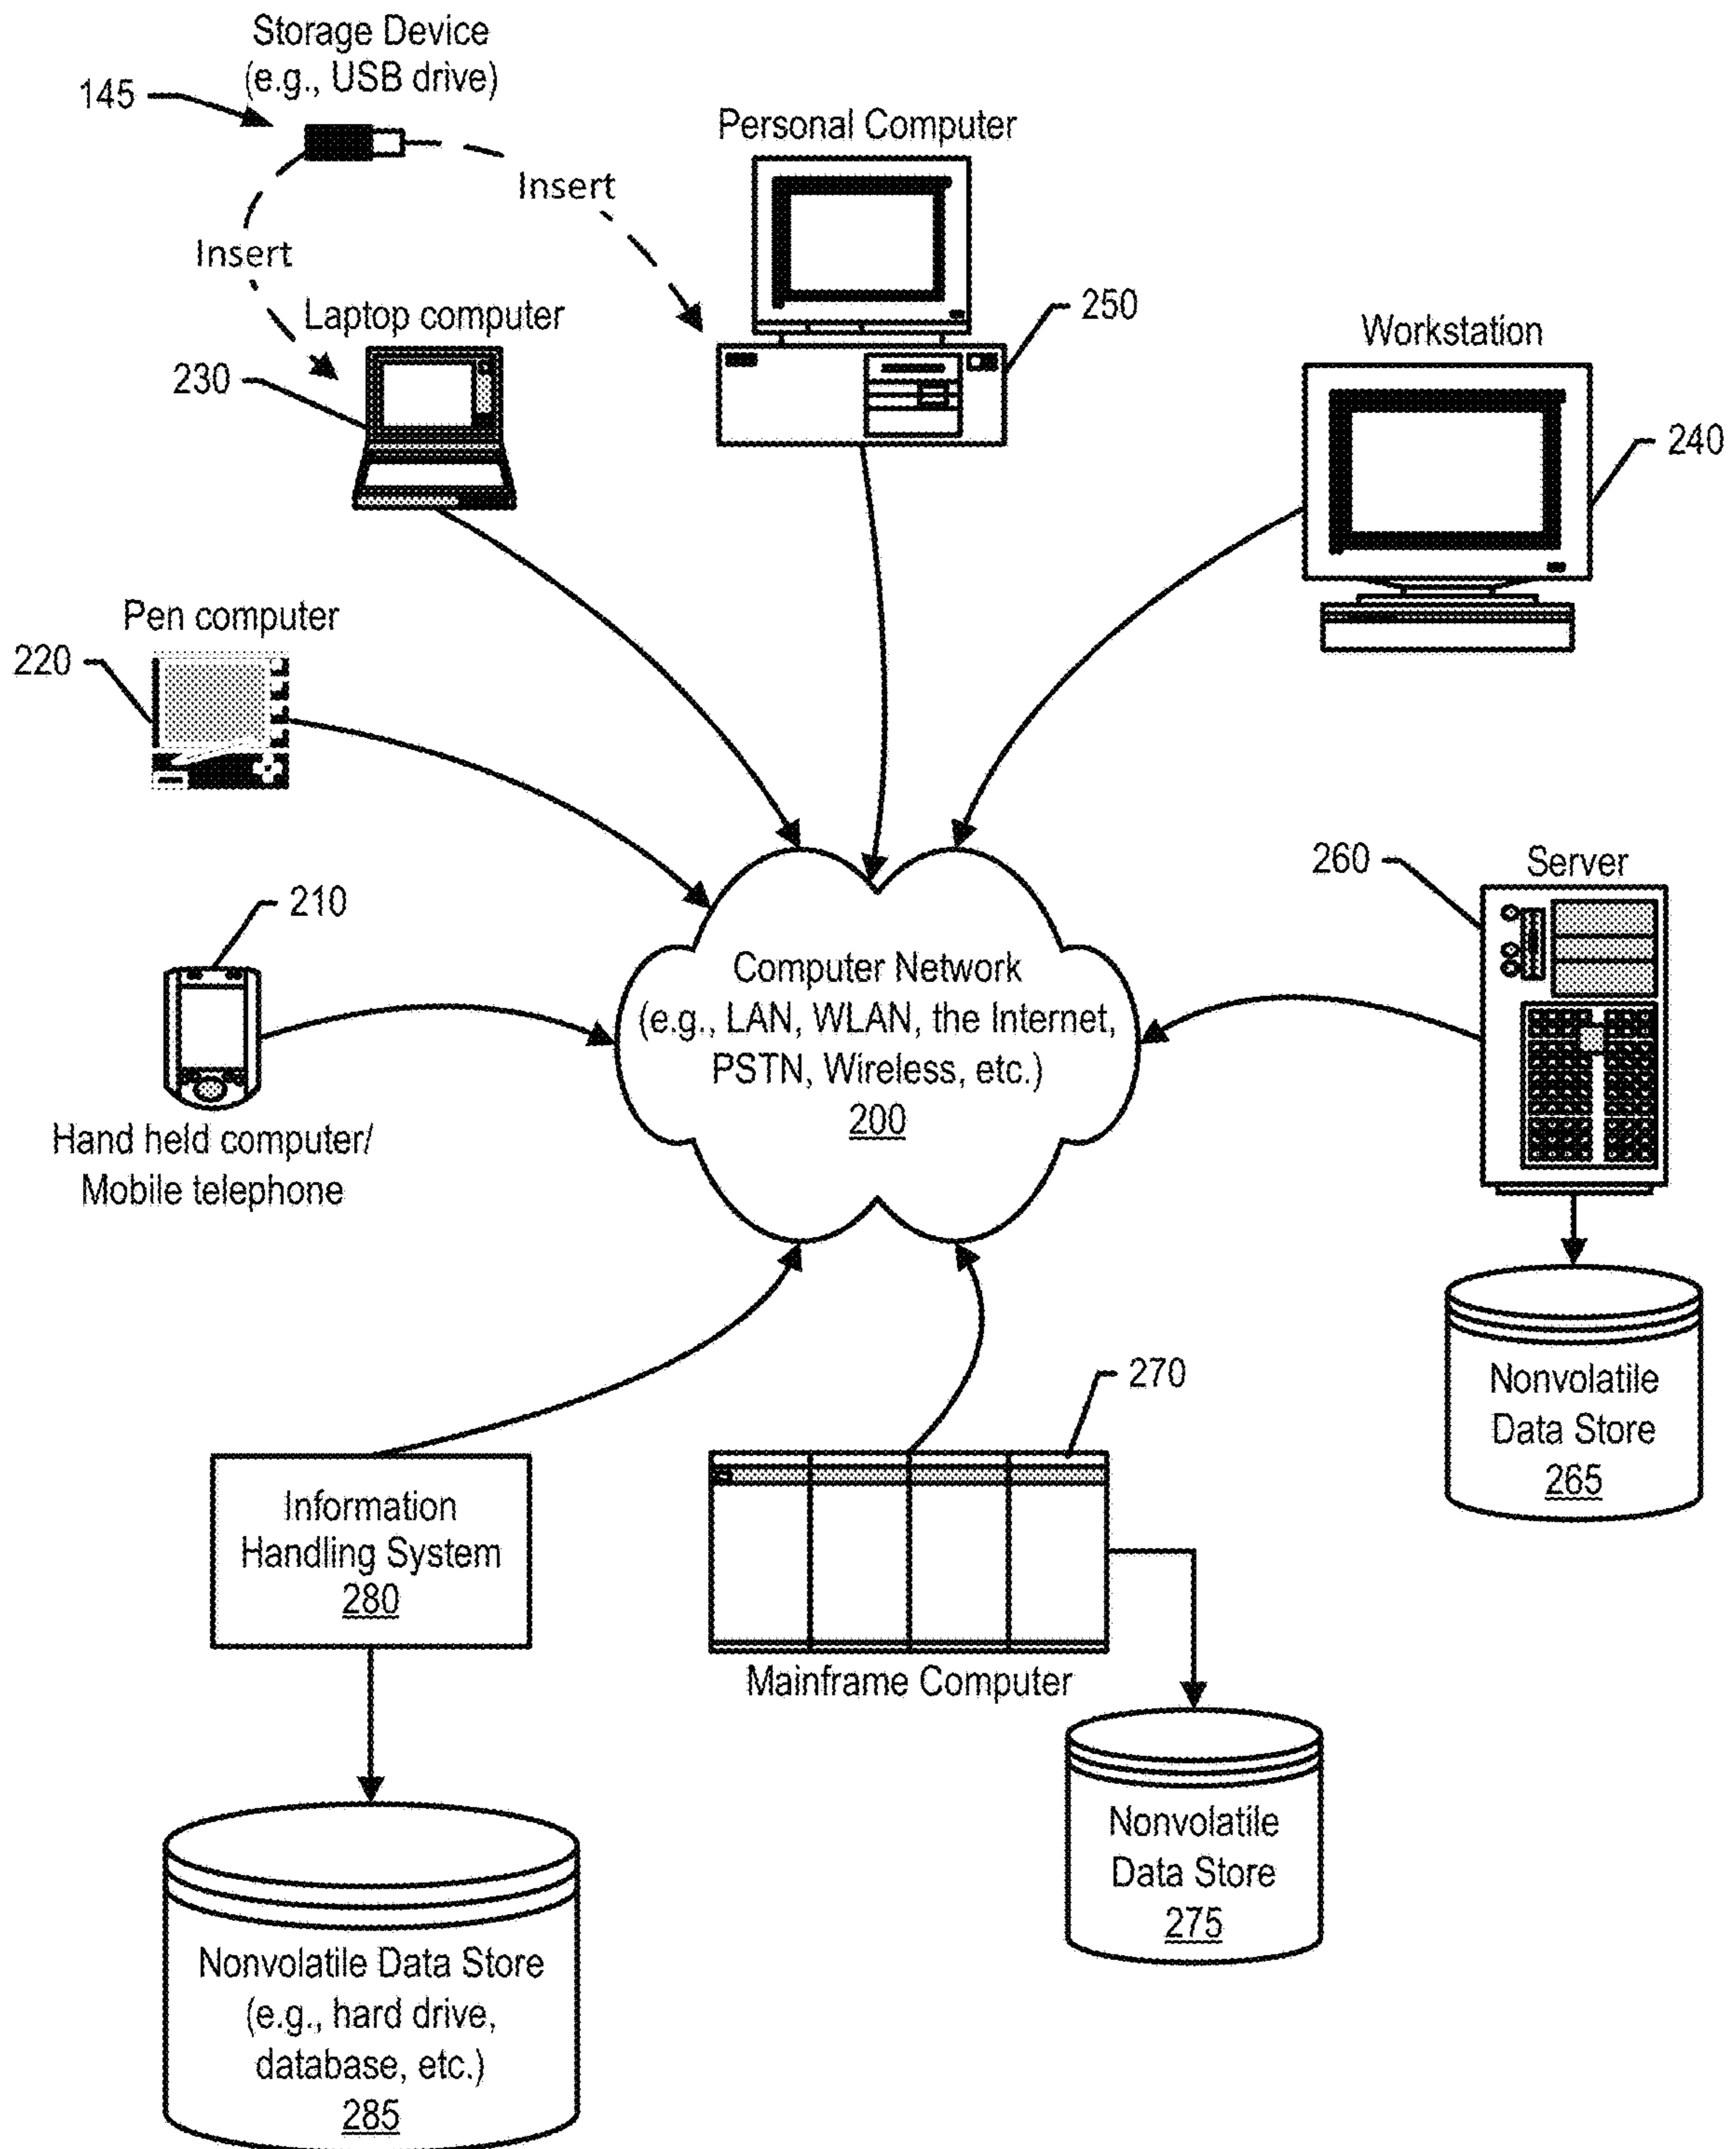 Storage Device
(e.g., USB drive)
145
Personal Computer
Insert
Insert
Laptop computer
250
Workstation
230
240
Pen computer
220
260
Server
210
Computer Network
(e.g., LAN, WLAN, the Internet,
PSTN, Wireless, etc.)
200
Hand held computer/
Mobile telephone
270
Nonvolatile
Data Store
265
Information
Handling System
280
Mainframe Computer
Nonvolatile
Data Store
275
Nonvolatile Data Store
(e.g., hard drive,
database, etc.)
285